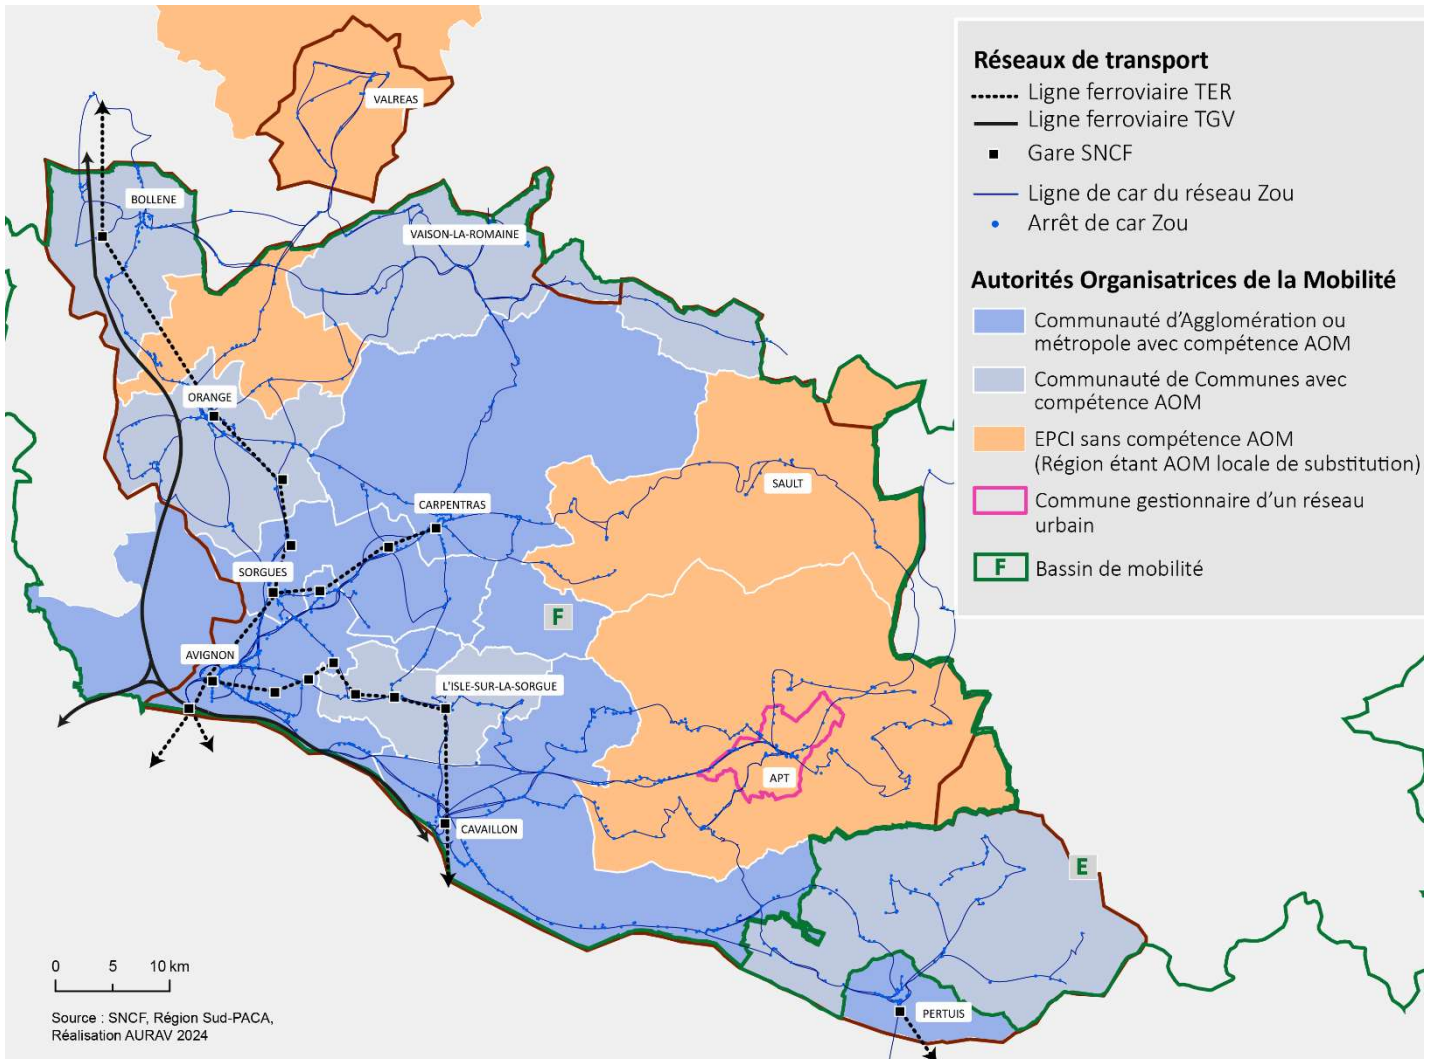 VALREAS
BOLLENE
VAISON-LA-ROMAINE
ORANGE
CARPENTRAS
SAULT
SORGUES
F
AVIGNON
L'ISLE-SUR-LA-SORGUE
APT
CAVAILLON
E
PERTUIS
Réseaux de transport
Ligne ferroviaire TER
Ligne ferroviaire TGV
Gare SNCF
Ligne de car du réseau Zou
Arrêt de car Zou
Autorités Organisatrices de la Mobilité
Communauté d'Agglomération ou
métropole avec compétence AOM
Communauté de Communes avec
compétence AOM
EPCI sans compétence AOM
(Région étant AOM locale de substitution)
Commune gestionnaire d'un réseau
urbain
F Bassin de mobilité
0 5 10 km
Source : SNCF, Région Sud-PACA,
Réalisation AURAV 2024